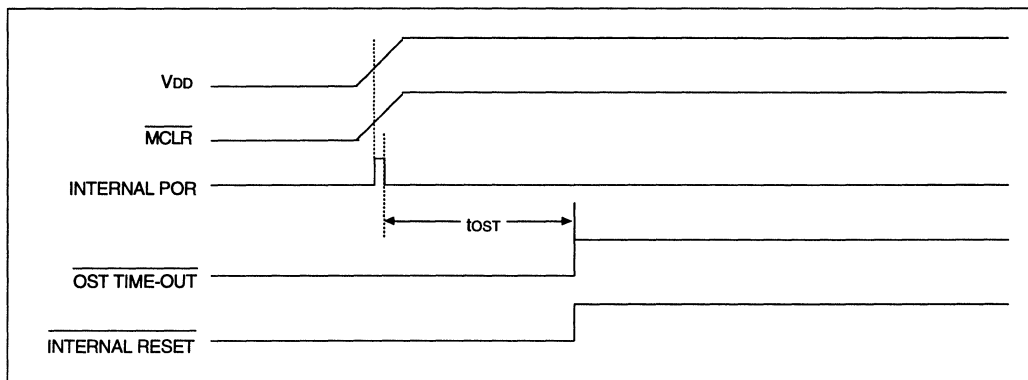 VDD
MCLR
INTERNAL POR
tOST
OST TIME-OUT
INTERNAL RESET